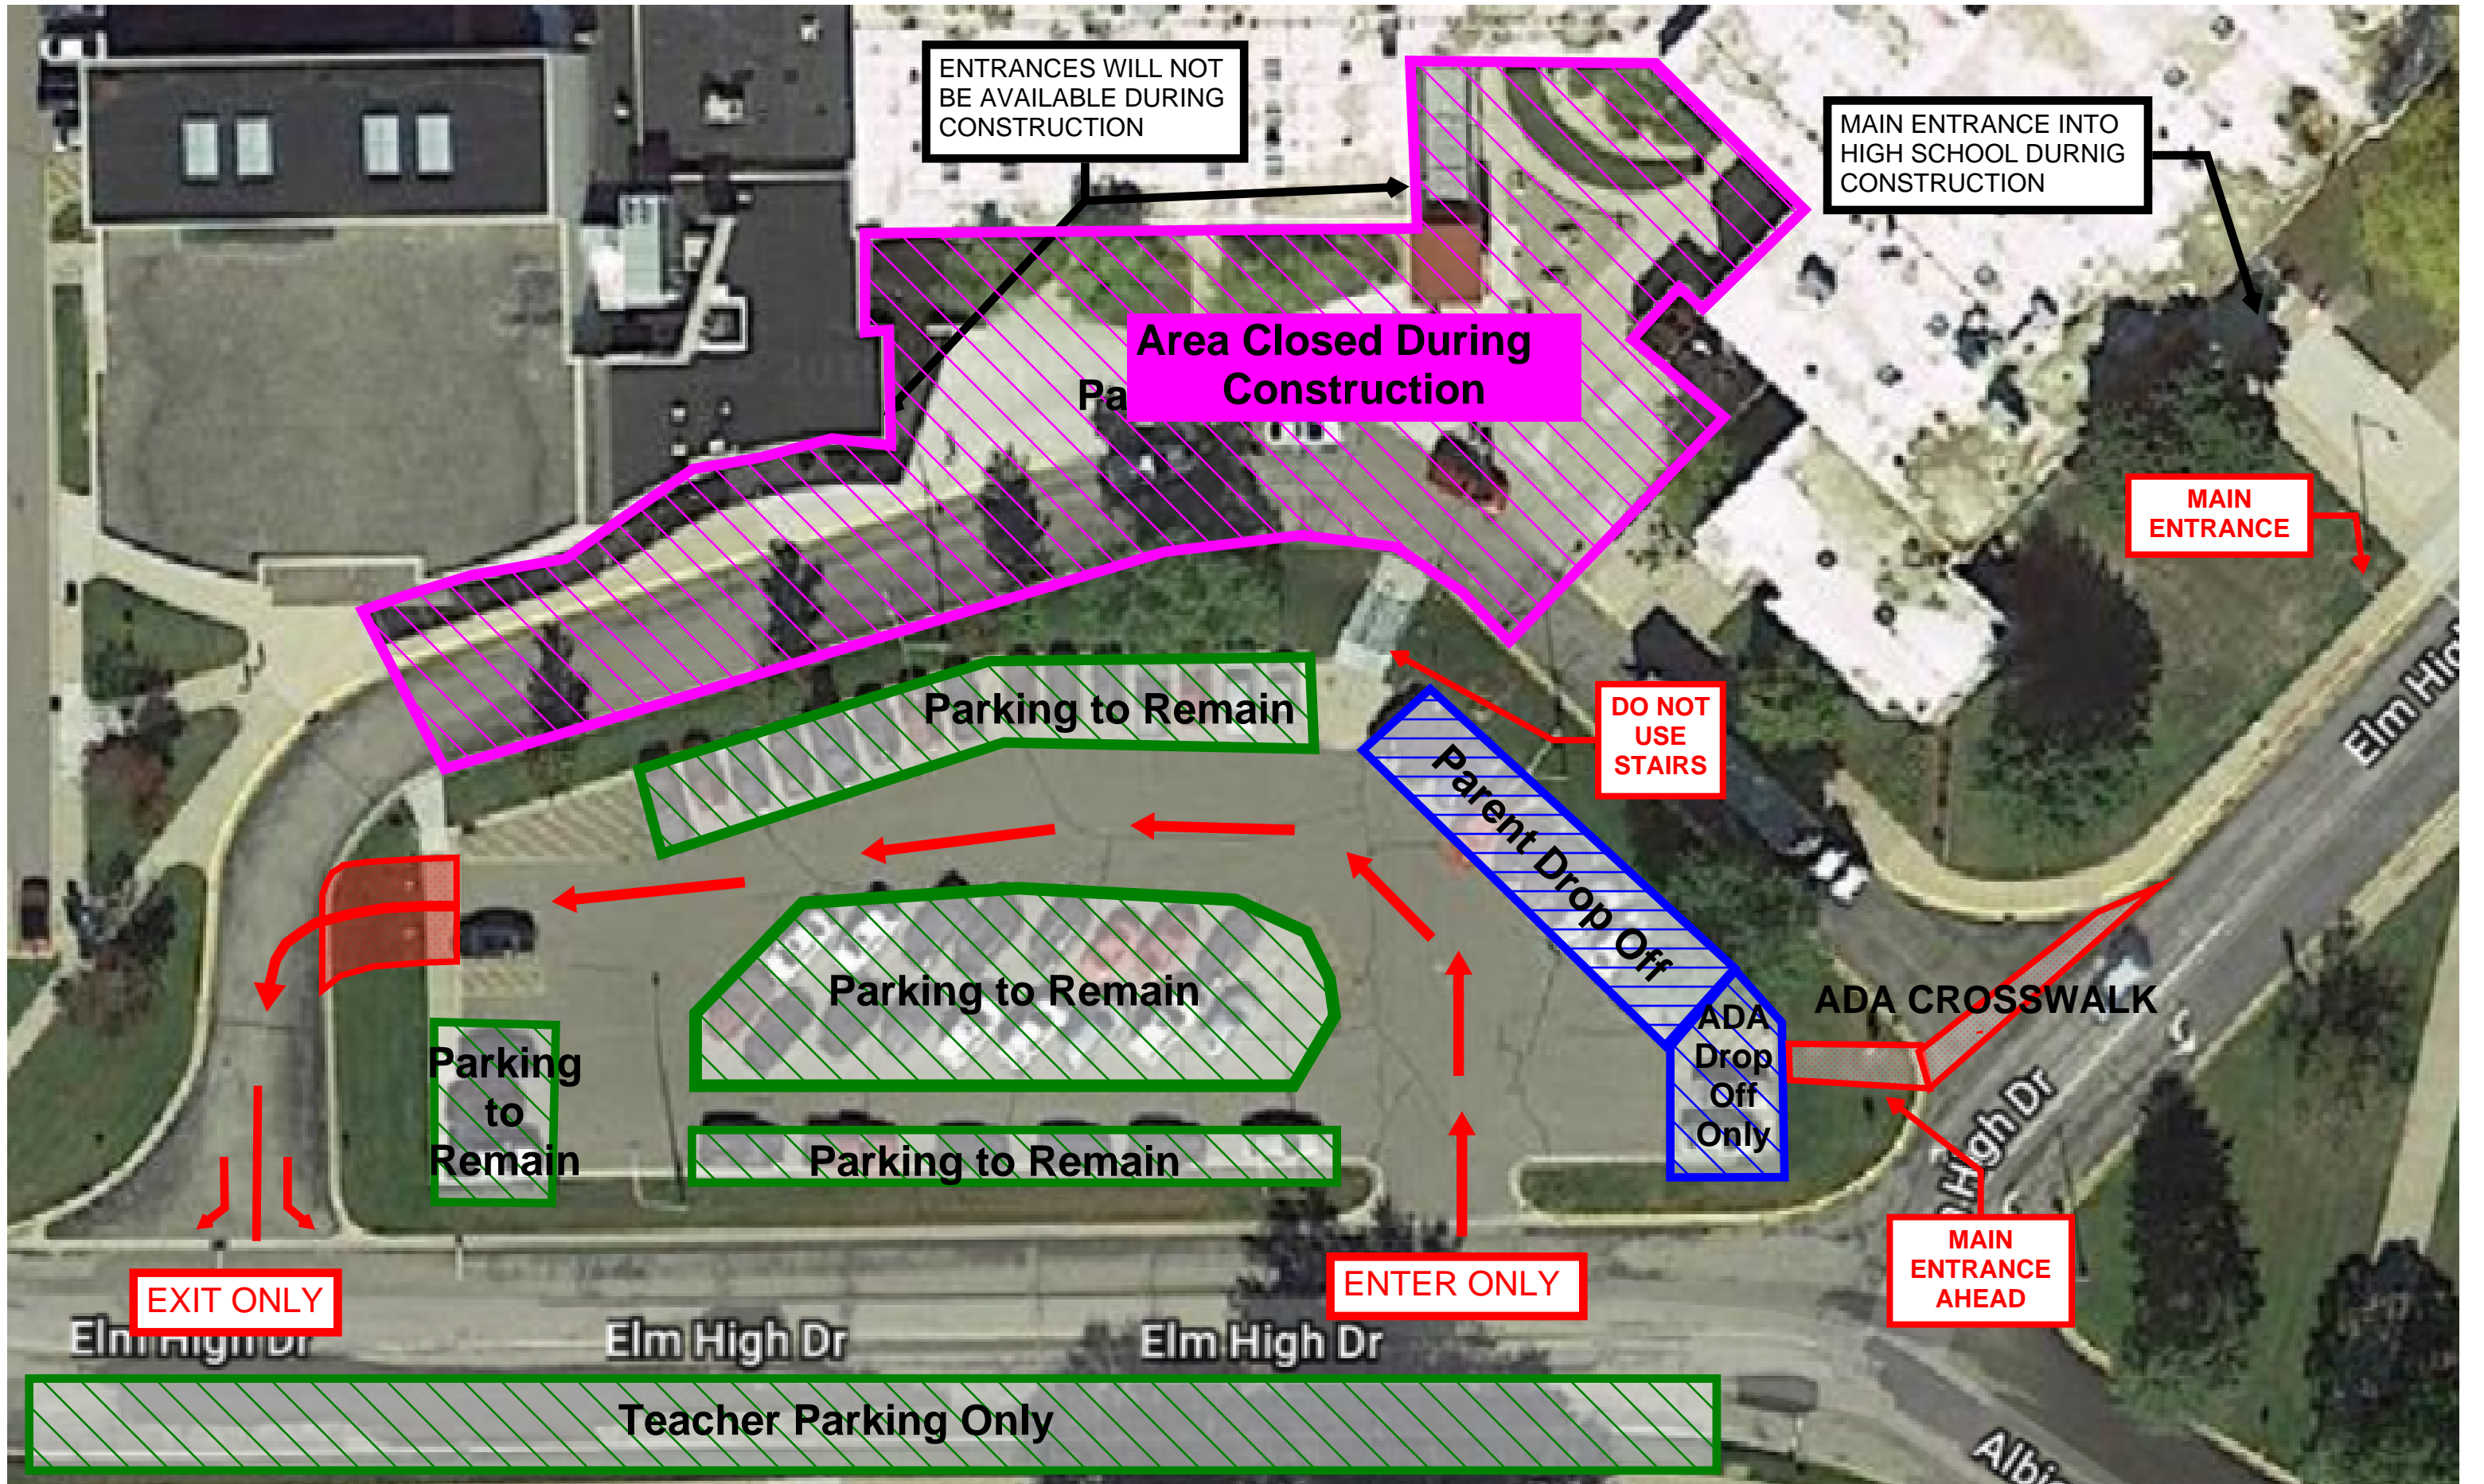 ENTRANCES WILL NOT
BE AVAILABLE DURING
CONSTRUCTION
MAIN ENTRANCE INTO
HIGH SCHOOL DURNIG
CONSTRUCTION
Area Closed During
Construction
Pa
MAIN
ENTRANCE
Elm Hig
Parking to Remain
DO NOT
USE
STAIRS
Parent Drop Off
Parking to Remain
ADA CROSSWALK
ADA
Drop
Off
Only
Parking
to
Remain
Parking to Remain
High Dr
MAIN
ENTRANCE
AHEAD
EXIT ONLY
ENTER ONLY
Elm High Dr
Elm High Dr
Elm High Dr
Teacher Parking Only
Albi